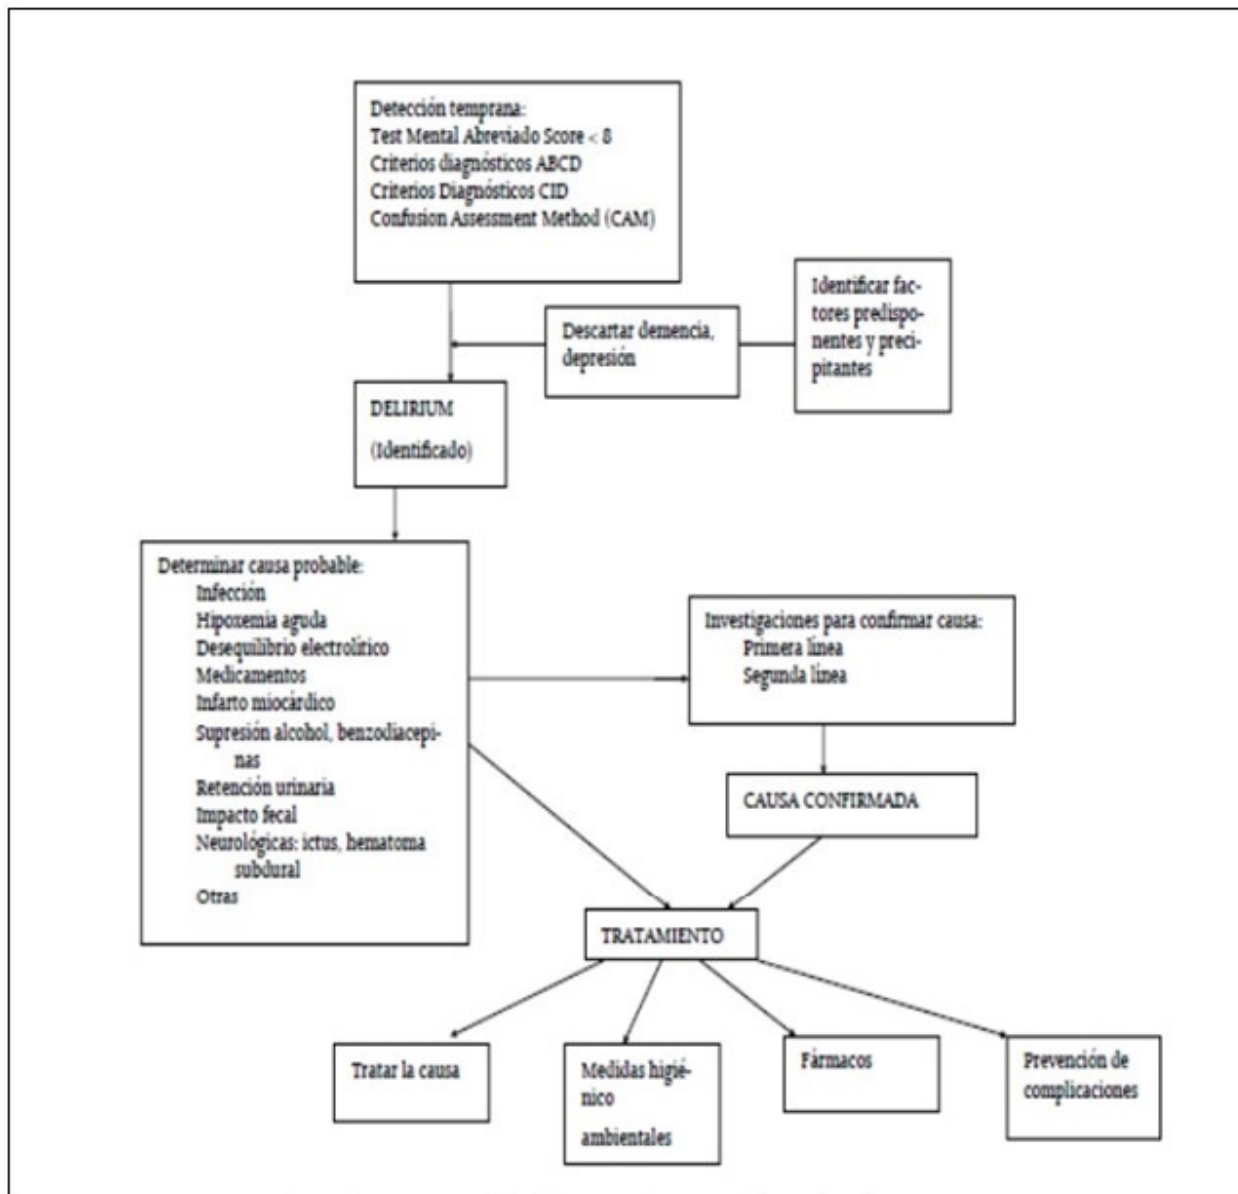 Detección temprana:
Test Mental Abreviado Score < 8
Criterios diagnósticos ABCD
Criterios Diagnósticos CID
Confusion Assessment Method (CAM)
Identificar fac-
tores predispo-
nentes y preci-
pitantes
Descartar demencia,
depresión
DELIRIUM
(Identificado)
Determinar causa probable:
Infección
Hipoxemia aguda
Desequilibrio electrolítico
Medicamentos
Infarto miocárdico
Supresión alcohol, benzodiacepi-
nas
Retención urinaria
Impacto fecal
Neurológicas: ictus, hematoma
subdural
Otras
Investigaciones para confirmar causa:
Primera línea
Segunda línea
CAUSA CONFIRMADA
TRATAMIENTO
Tratar la causa
Medidas higié-
nico
ambientales
Fármacos
Prevención de
complicaciones